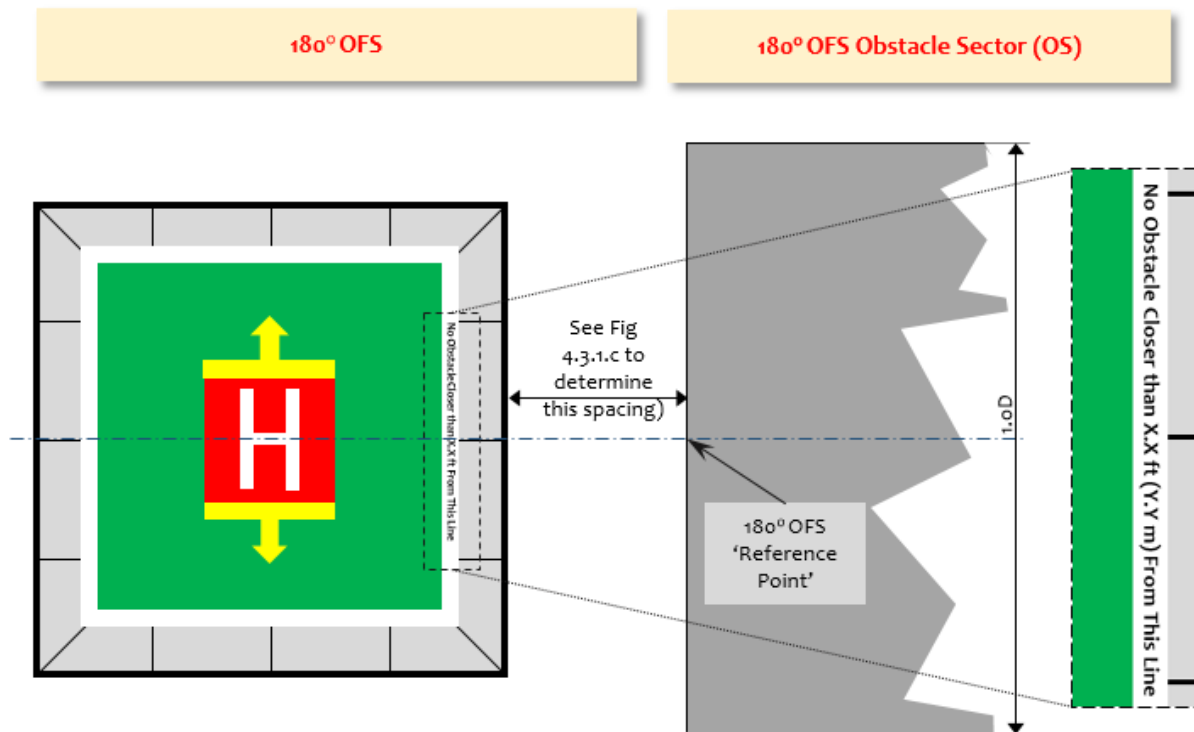 180° OFS
180° OFS Obstacle Sector (OS)
No Obstacle Closer than X.X ft From This Line
H
See Fig
4.3.1.c to
determine
this spacing)
1.0D
180° OFS
‘Reference
Point’
No Obstacle Closer than X.X ft (Y.Y m) From This Line